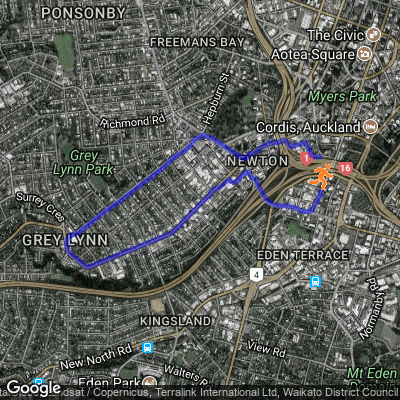 PONSONBY
FREEMANS BAY
The Civic
Aotea Square
Hepburn St
Myers Park
Richmond Rd
Cordis, Auckland
Grey
Lynn Park
NEWTON
1
16
Surrey Cres
GREY LYNN
EDEN TERRACE
4
Normanby Rd
KINGSLAND
New North Rd
View Rd
Mt Eden
Walters R
Eden Park
Google
.dsat / Copernicus, Terralink International Ltd, Waikato District Council